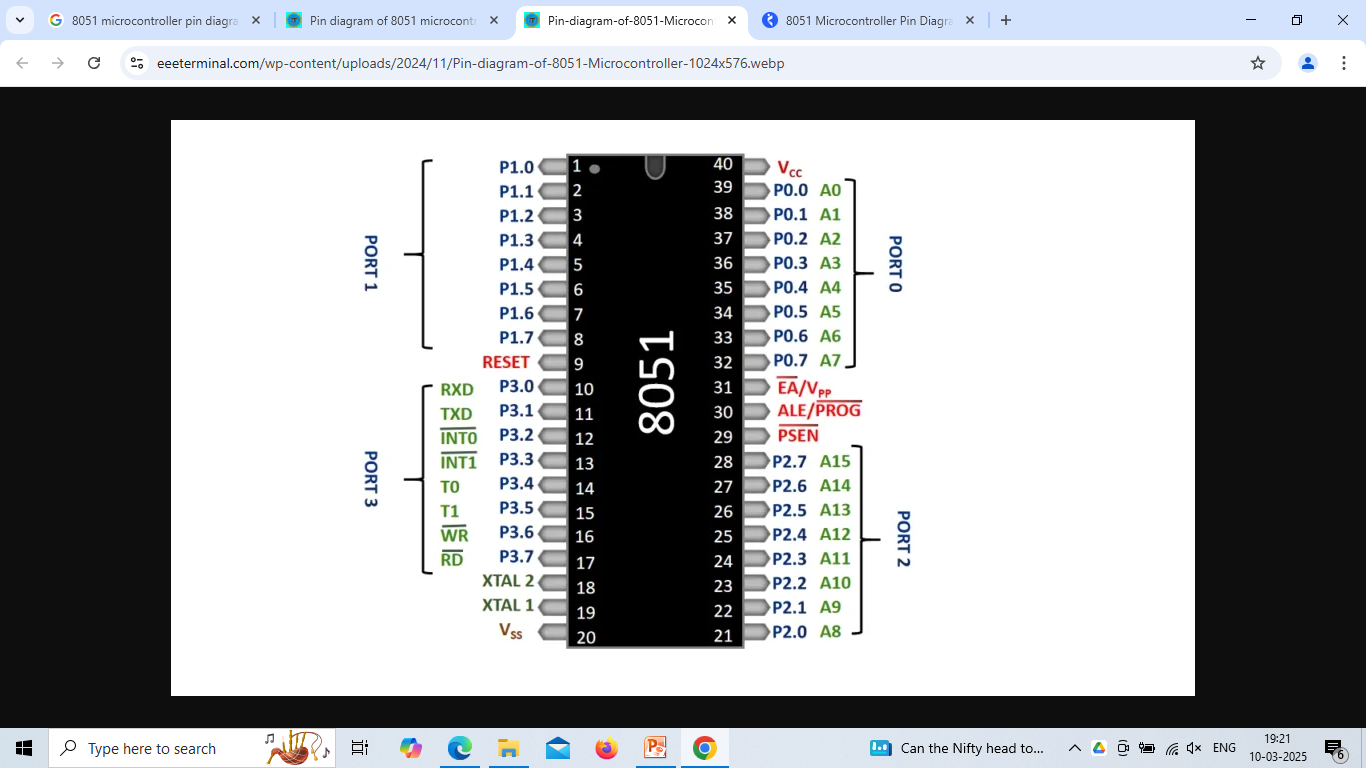 8051 microcontroller pin diagra
Pin diagram of 8051 microcont
Pin-diagram-of-8051-Microcon
8051 Microcontroller Pin Diagra
eeeterminal.com/wp-content/uploads/2024/11/Pin-diagram-of-8051-Microcontroller-1024x576.webp
P1.0 1 40 VCC
P1.1 2 39 P0.0 A0
P1.2 3 38 P0.1 A1
P1.3 4 37 P0.2 A2
P1.4 5 36 P0.3 A3
P1.5 6 35 P0.4 A4
P1.6 7 34 P0.5 A5
P1.7 8 33 P0.6 A6
RESET 9 32 P0.7 A7
RXD P3.0 10 31 EA/VPP
TXD P3.1 11 30 ALE/PROG
INT0 P3.2 12 29 PSEN
INT1 P3.3 13 28 P2.7 A15
T0 P3.4 14 27 P2.6 A14
T1 P3.5 15 26 P2.5 A13
WR P3.6 16 25 P2.4 A12
RD P3.7 17 24 P2.3 A11
XTAL 2 18 23 P2.2 A10
XTAL 1 19 22 P2.1 A9
VSS 20 21 P2.0 A8
PORT 1
PORT 3
8051
PORT 0
PORT 2
Type here to search
Can the Nifty head to...
ENG
19:21
10-03-2025
6